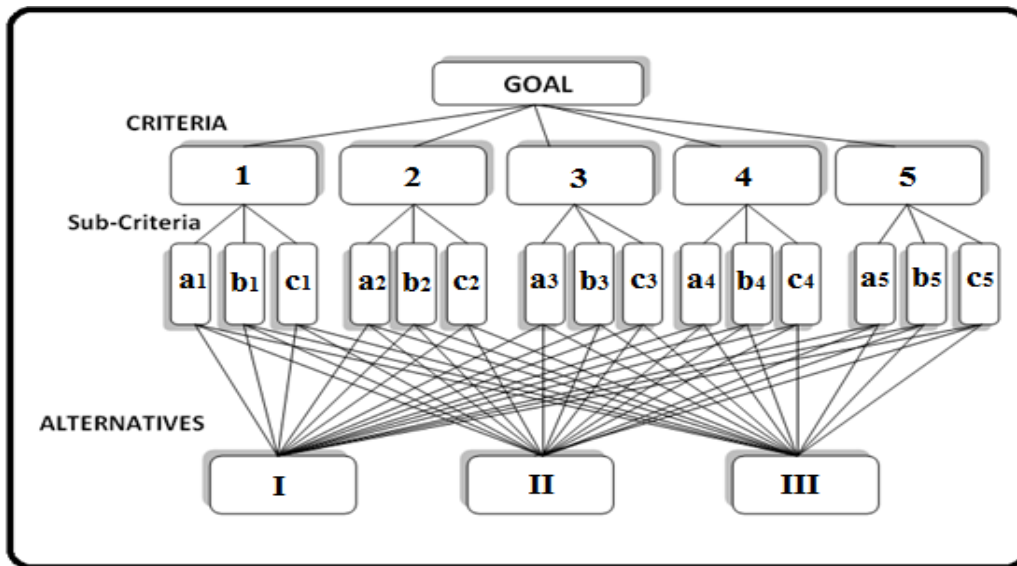 GOAL
CRITERIA
1 2 3 4 5
Sub-Criteria
a1 b1 c1 a2 b2 c2 a3 b3 c3 a4 b4 c4 a5 b5 c5
ALTERNATIVES
I II III